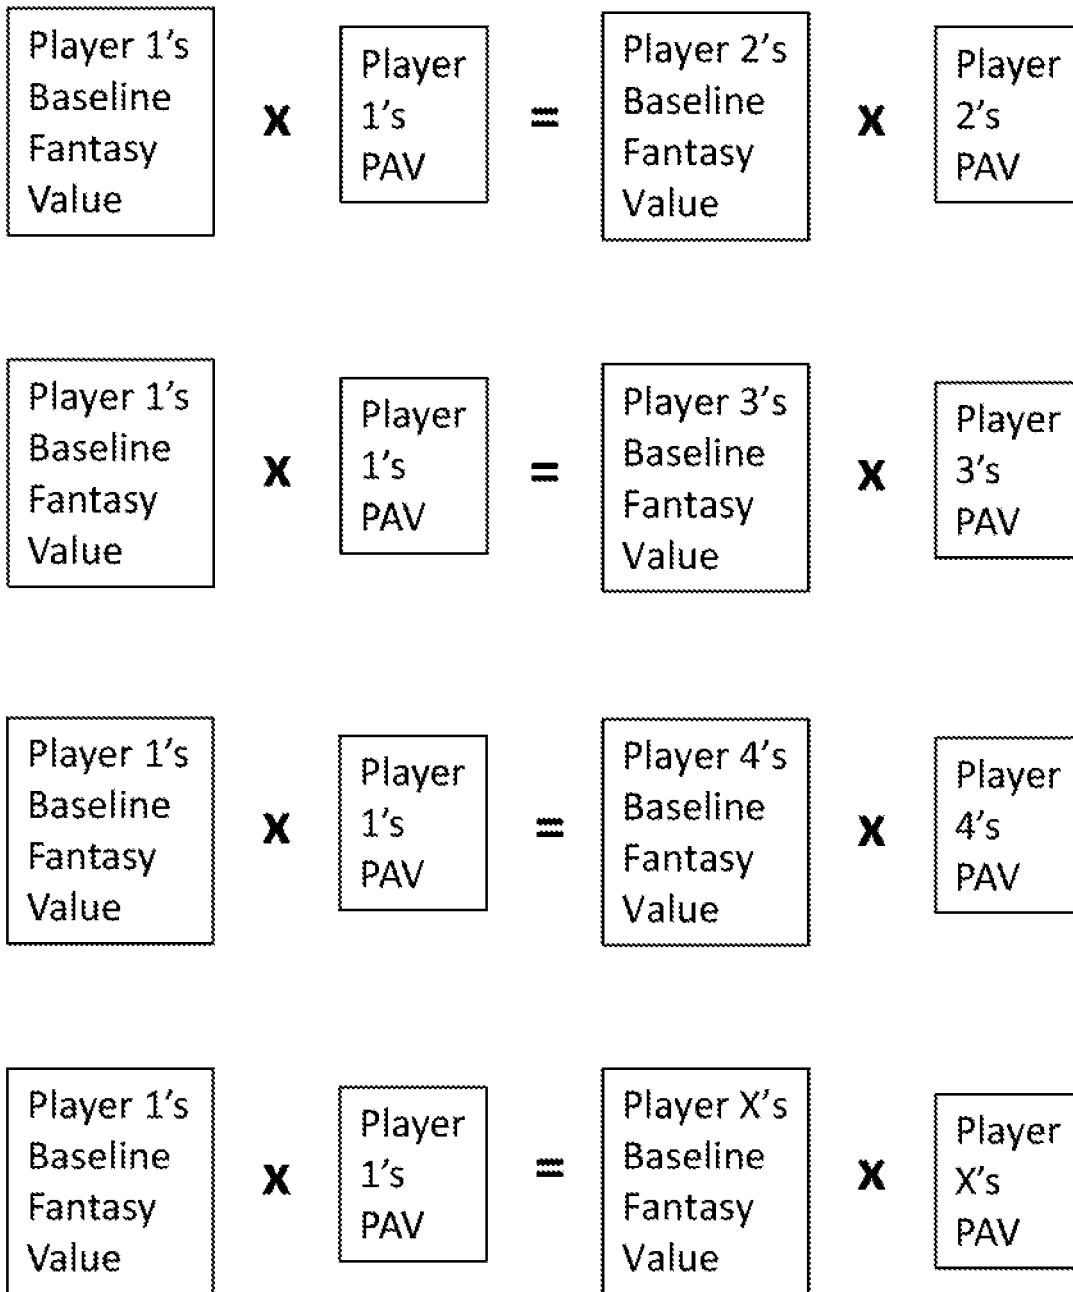 Player 1's
Baseline
Fantasy
Value
x
Player
1's
PAV
=
Player 2's
Baseline
Fantasy
Value
x
Player
2's
PAV
Player 1's
Baseline
Fantasy
Value
x
Player
1's
PAV
=
Player 3's
Baseline
Fantasy
Value
x
Player
3's
PAV
Player 1's
Baseline
Fantasy
Value
x
Player
1's
PAV
=
Player 4's
Baseline
Fantasy
Value
x
Player
4's
PAV
Player 1's
Baseline
Fantasy
Value
x
Player
1's
PAV
=
Player X's
Baseline
Fantasy
Value
x
Player
X's
PAV